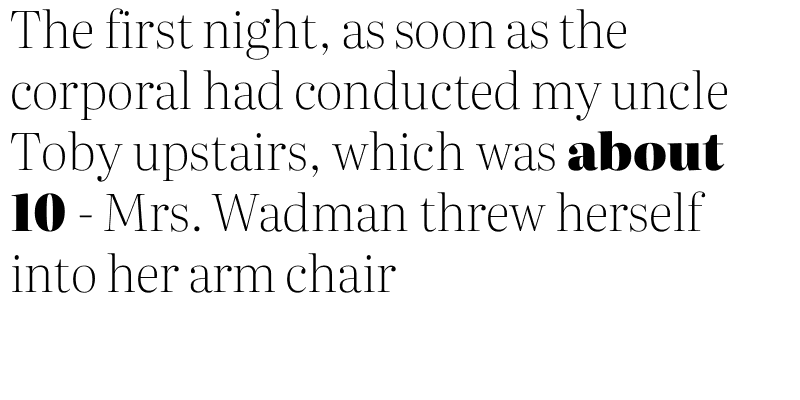 The first night, as soon as the
corporal had conducted my uncle
Toby upstairs, which was about
10 - Mrs. Wadman threw herself
into her arm chair